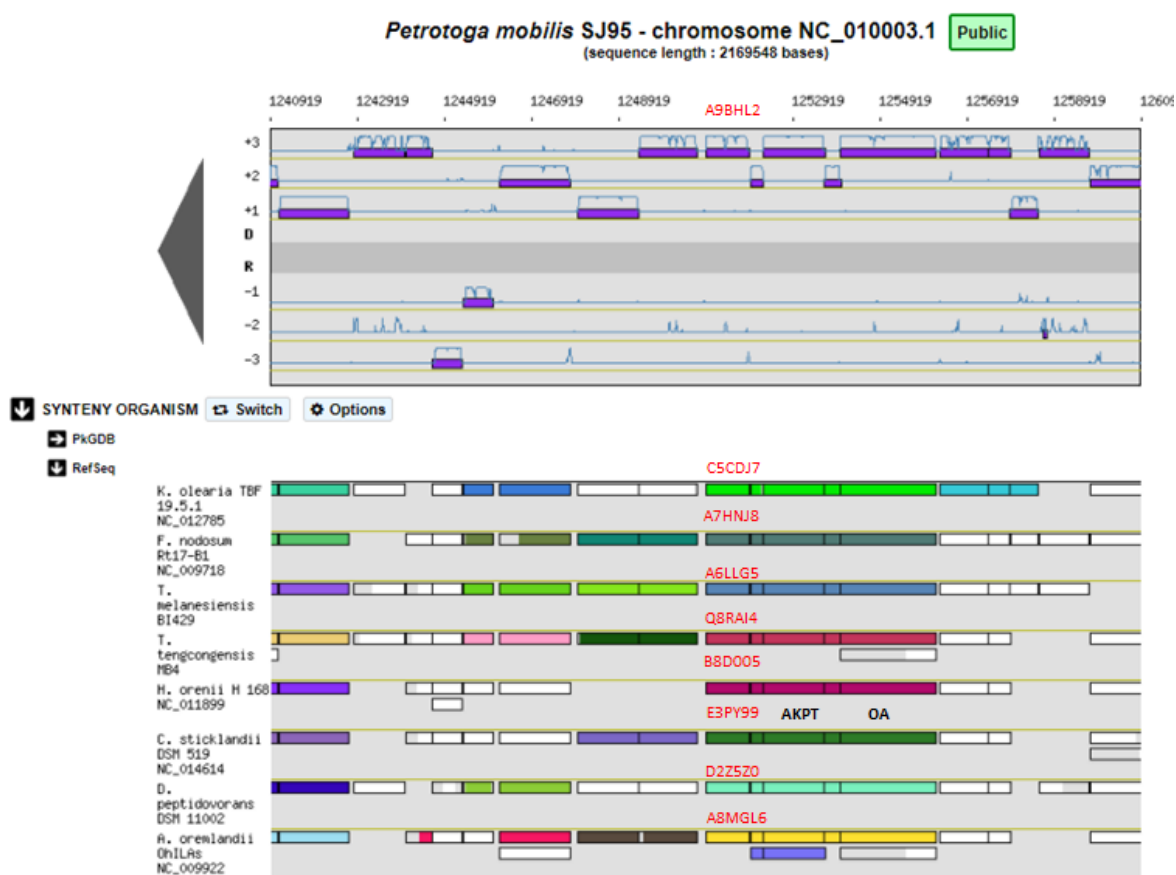 Petrotoga mobilis SJ95 - chromosome NC_010003.1 Public
(sequence length : 2169548 bases)
1240919 1242919 1244919 1246919 1248919 1252919 1254919 1256919 1258919 12609
A9BHL2
+3
+2
+1
D
R
-1
-2
-3
SYNTENY ORGANISM Switch Options
PkGDB
RefSeq
C5CDJ7
K. olearia TBF
19.5.1
NC_012785
A7HNJ8
F. nodosum
Rt17-B1
NC_009718
A6LLG5
T.
melanesiensis
BI429
Q8RAI4
T.
tengcongensis
MB4
B8D005
H. orenii H 168
NC_011899
E3PY99 AKPT OA
C. sticklandii
DSM 519
NC_014614
D2Z5Z0
D.
peptidovorans
DSM 11002
A8MGL6
A. oremlandii
OhILAs
NC_009922